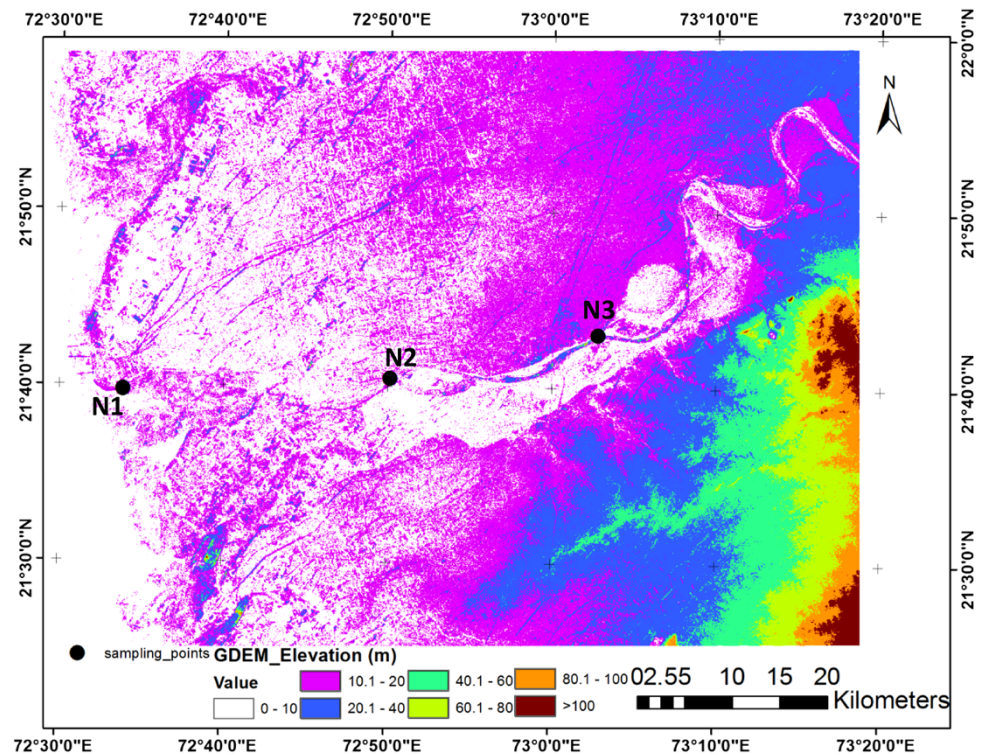 72°30'0"E 72°40'0"E 72°50'0"E 73°0'0"E 73°10'0"E 73°20'0"E
22°0'0"N
N
21°50'0"N 21°50'0"N
N3
N2
21°40'0"N 21°40'0"N
N1
21°30'0"N 21°30'0"N
sampling_points GDEM_Elevation (m)
Value 10.1 - 20 40.1 - 60 80.1 - 100 02.55 10 15 20
0 - 10 20.1 - 40 60.1 - 80 >100 Kilometers
72°30'0"E 72°40'0"E 72°50'0"E 73°0'0"E 73°10'0"E 73°20'0"E